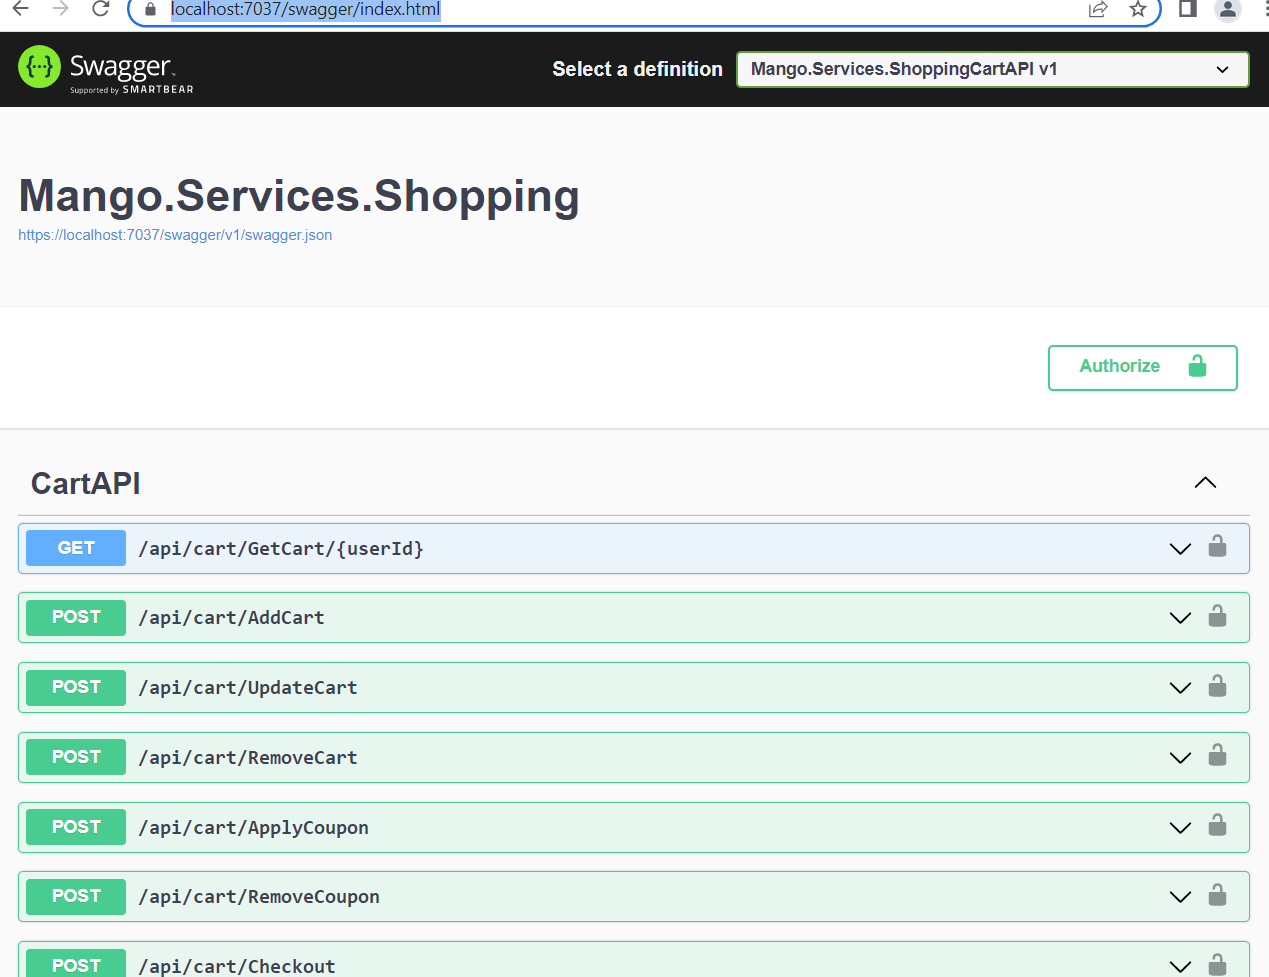 localhost:7037/swagger/index.html
{···} Swagger™
Supported by SMARTBEAR
Select a definition
Mango.Services.ShoppingCartAPI v1
Mango.Services.Shopping
https://localhost:7037/swagger/v1/swagger.json
Authorize
CartAPI
GET /api/cart/GetCart/{userId}
POST /api/cart/AddCart
POST /api/cart/UpdateCart
POST /api/cart/RemoveCart
POST /api/cart/ApplyCoupon
POST /api/cart/RemoveCoupon
POST /api/cart/Checkout